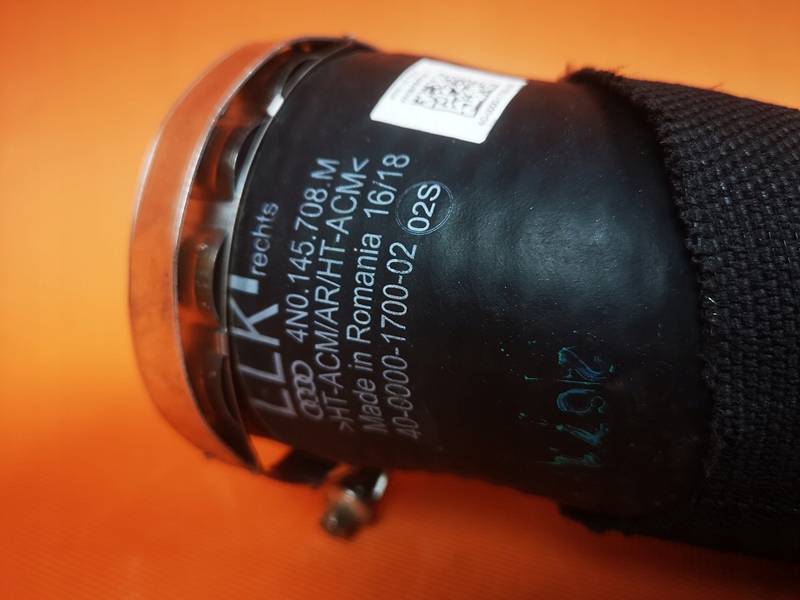 LLK
rechts
4N0.145.708.M
>HT-ACM/AR/HT-ACM<
Made in Romania 16/18
40-0000-1700-02 02S